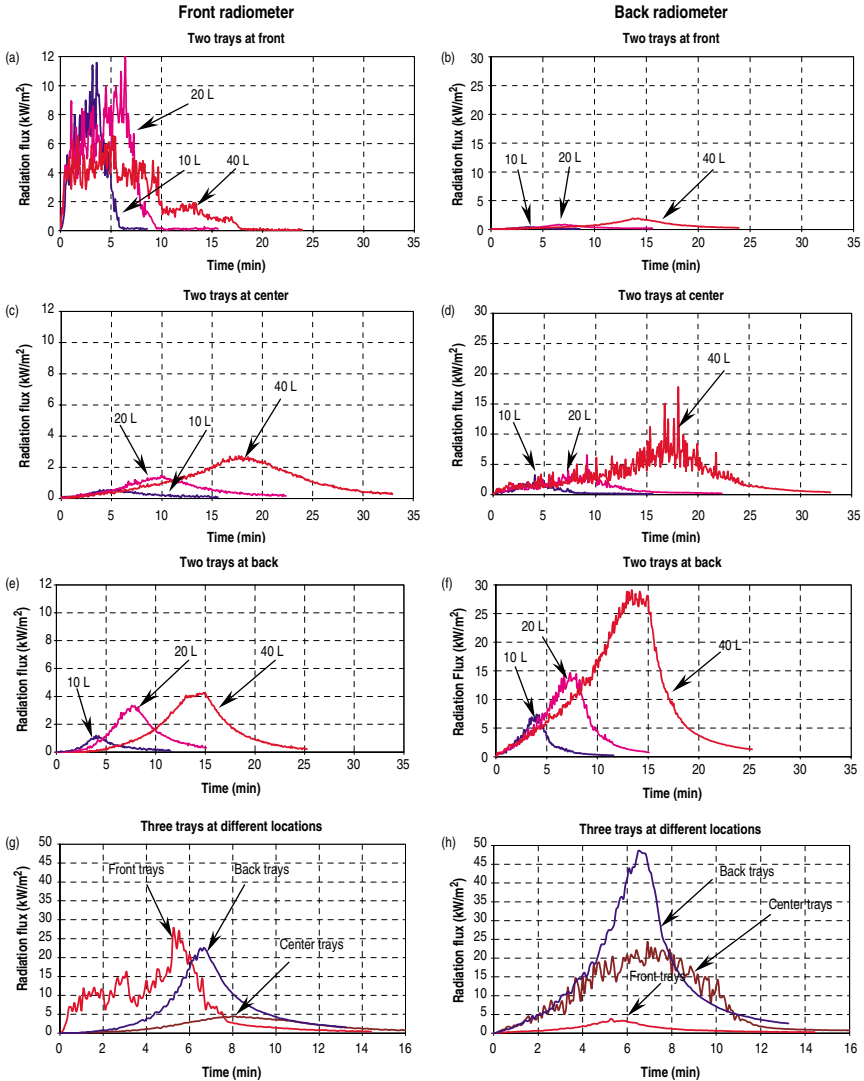 Front radiometer
Back radiometer
Two trays at front
(a)
Radiation flux (kW/m²)
12
10
8
6
4
2
0
20 L
10 L
40 L
0 5 10 15 20 25 30 35
Time (min)
Two trays at front
(b)
Radiation flux (kW/m²)
30
25
20
15
10
5
0
10 L
20 L
40 L
0 5 10 15 20 25 30 35
Time (min)
Two trays at center
(c)
Radiation flux (kW/m²)
12
10
8
6
4
2
0
20 L
10 L
40 L
0 5 10 15 20 25 30 35
Time (min)
Two trays at center
(d)
Radiation flux (kW/m²)
30
25
20
15
10
5
0
10 L
20 L
40 L
0 5 10 15 20 25 30 35
Time (min)
Two trays at back
(e)
Radiation flux (kW/m²)
12
10
8
6
4
2
0
10 L
20 L
40 L
0 5 10 15 20 25 30 35
Time (min)
Two trays at back
(f)
Radiation Flux (kW/m²)
30
25
20
15
10
5
0
20 L
10 L
40 L
0 5 10 15 20 25 30 35
Time (min)
Three trays at different locations
(g)
Radiation flux (kW/m²)
50
45
40
35
30
25
20
15
10
5
0
Front trays
Back trays
Center trays
0 2 4 6 8 10 12 14 16
Time (min)
Three trays at different locations
(h)
Radiation flux (kW/m²)
50
45
40
35
30
25
20
15
10
5
0
Back trays
Center trays
Front trays
0 2 4 6 8 10 12 14 16
Time (min)